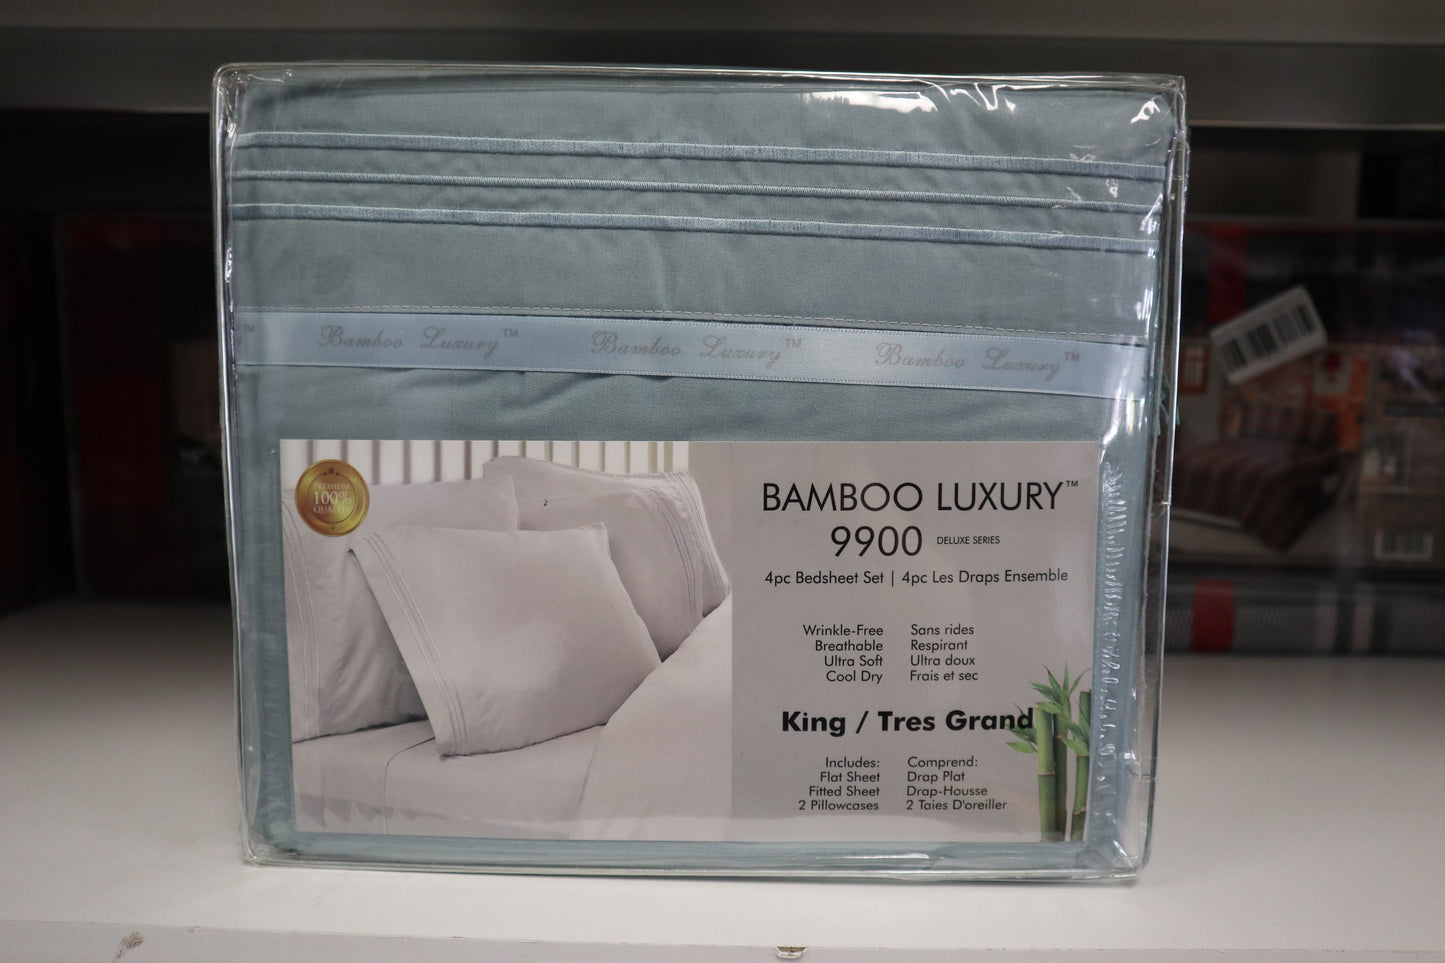 Bamboo Luxury™ Bamboo Luxury™ Bamboo Luxury™
PREMIUM
100%
QUALITY
BAMBOO LUXURY™
9900 DELUXE SERIES
4pc Bedsheet Set | 4pc Les Draps Ensemble
Wrinkle-Free Sans rides
Breathable Respirant
Ultra Soft Ultra doux
Cool Dry Frais et sec
King / Tres Grand
Includes: Comprend:
Flat Sheet Drap Plat
Fitted Sheet Drap-Housse
2 Pillowcases 2 Taies D'oreiller